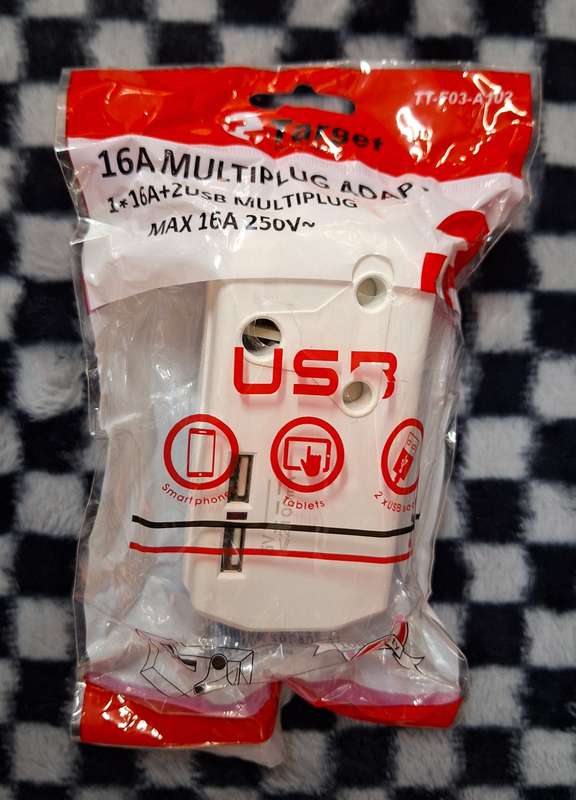 TT-F03-A102
Target
16A MULTIPLUG ADAP
1*16A+2USB MULTIPLUG
MAX 16A 250V~
USB
Smartphone
Tablets
2 x USB